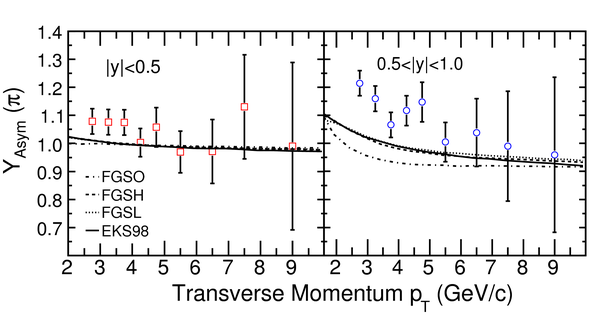 Y_Asym (π)
1.4
1.3
1.2
1.1
1.0
0.9
0.8
0.7
|y|<0.5
0.5<|y|<1.0
FGSO
FGSH
FGSL
EKS98
2 3 4 5 6 7 8 9 2 3 4 5 6 7 8 9
Transverse Momentum p_T (GeV/c)